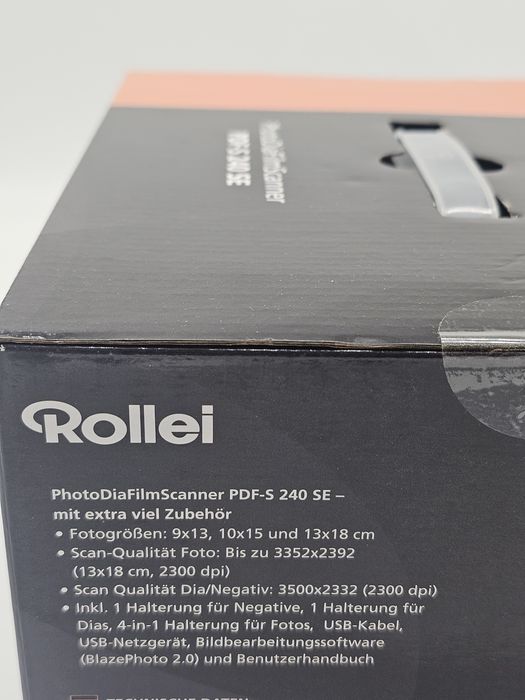 PhotoDiaFilmScanner
PDF-S 240 SE
Rollei
PhotoDiaFilmScanner PDF-S 240 SE –
mit extra viel Zubehör
• Fotogrößen: 9x13, 10x15 und 13x18 cm
• Scan-Qualität Foto: Bis zu 3352x2392
(13x18 cm, 2300 dpi)
• Scan Qualität Dia/Negativ: 3500x2332 (2300 dpi)
• Inkl. 1 Halterung für Negative, 1 Halterung für
Dias, 4-in-1 Halterung für Fotos, USB-Kabel,
USB-Netzgerät, Bildbearbeitungssoftware
(BlazePhoto 2.0) und Benutzerhandbuch
TECHNISCHE DATEN